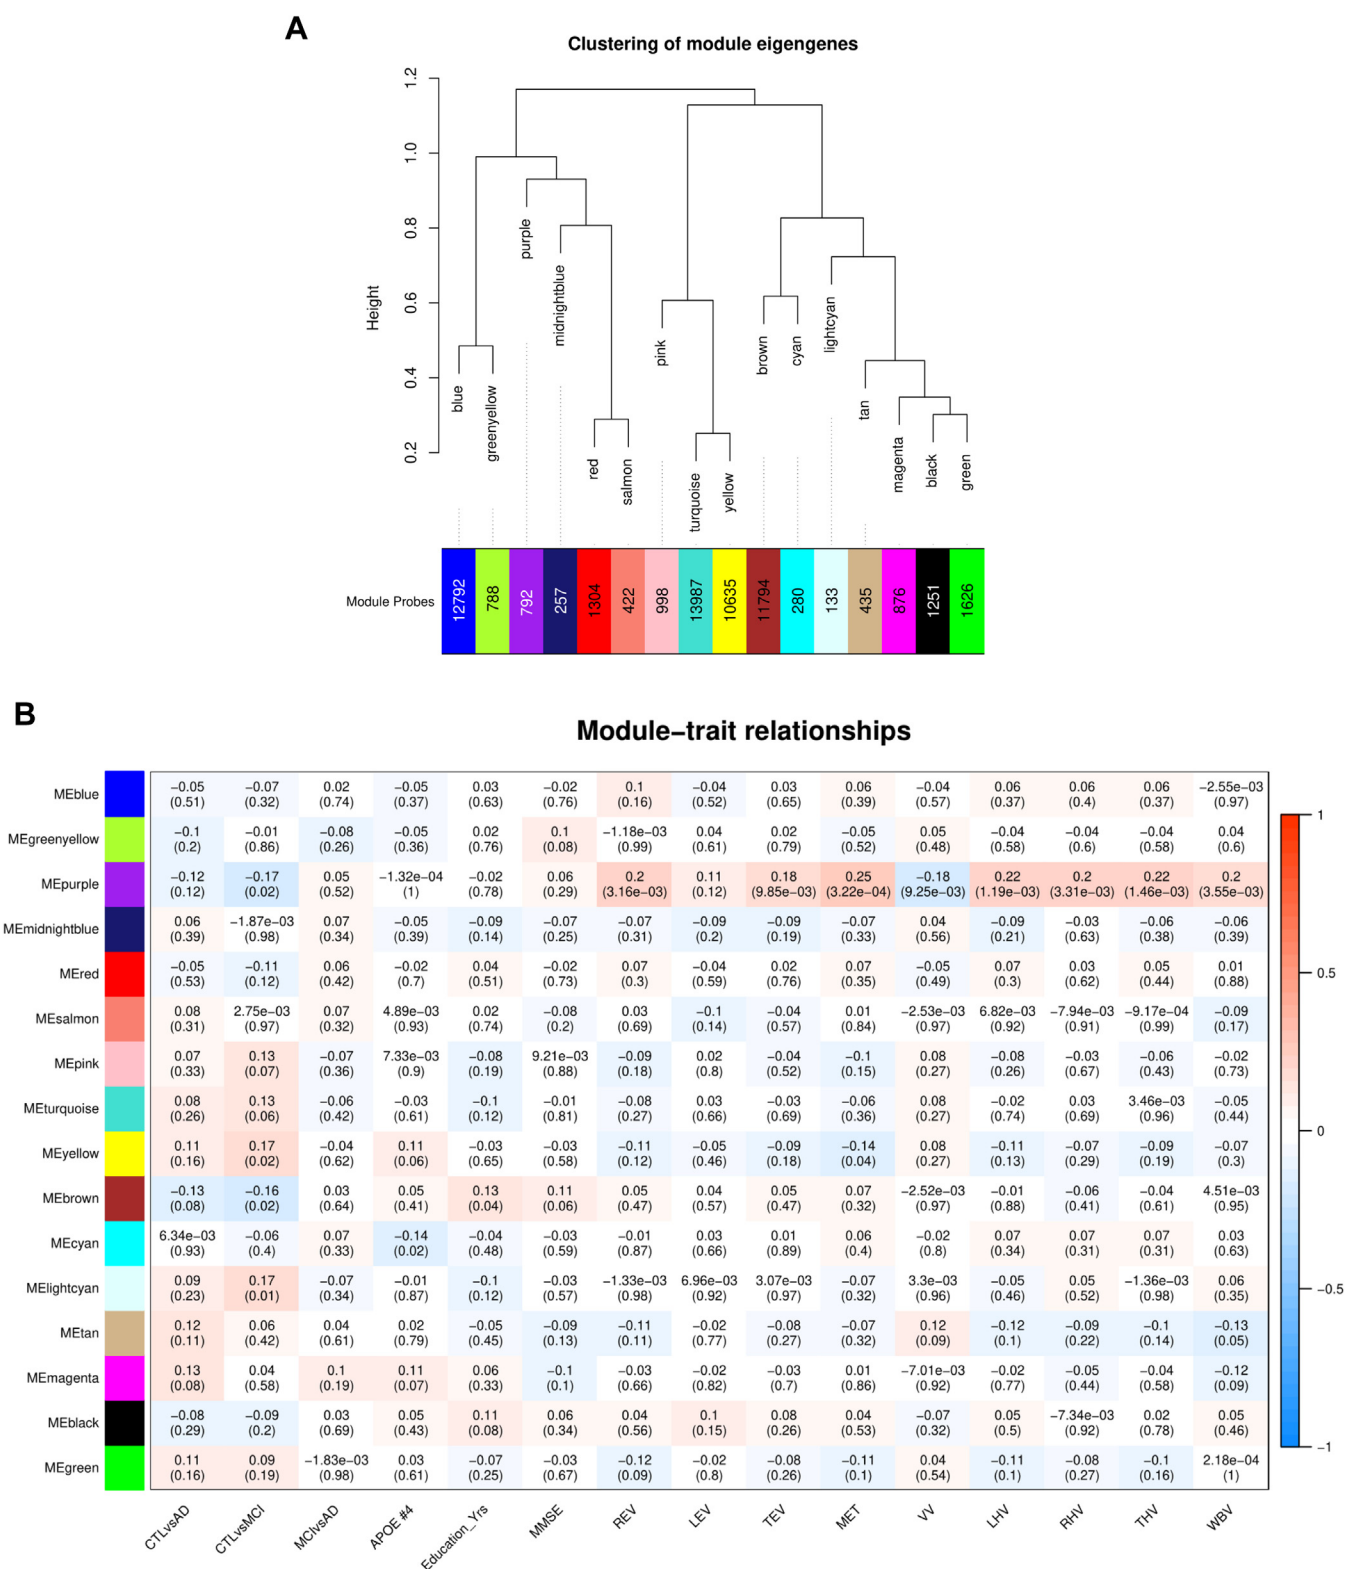 A
Clustering of module eigengenes
Height
1.2
1.0
0.8
0.6
0.4
0.2
blue
greenyellow
purple
midnightblue
red
salmon
pink
turquoise
yellow
brown
cyan
lightcyan
tan
magenta
black
green
Module Probes
12792 788 792 257 1304 422 998 13987 10635 11794 280 133 435 876 1251 1626
B
Module−trait relationships
MEblue
−0.05 −0.07 0.02 −0.05 0.03 −0.02 0.1 −0.04 0.03 0.06 −0.04 0.06 0.06 0.06 −2.55e−03
(0.51) (0.32) (0.74) (0.37) (0.63) (0.76) (0.16) (0.52) (0.65) (0.39) (0.57) (0.37) (0.4) (0.37) (0.97)
MEgreenyellow
−0.1 −0.01 −0.08 −0.05 0.02 0.1 −1.18e−03 0.04 0.02 −0.05 0.05 −0.04 −0.04 −0.04 0.04
(0.2) (0.86) (0.26) (0.36) (0.76) (0.08) (0.99) (0.61) (0.79) (0.52) (0.48) (0.58) (0.6) (0.58) (0.6)
MEpurple
−0.12 −0.17 0.05 −1.32e−04 −0.02 0.06 0.2 0.11 0.18 0.25 −0.18 0.22 0.2 0.22 0.2
(0.12) (0.02) (0.52) (1) (0.78) (0.29) (3.16e−03) (0.12) (9.85e−03) (3.22e−04) (9.25e−03) (1.19e−03) (3.31e−03) (1.46e−03) (3.55e−03)
MEmidnightblue
0.06 −1.87e−03 0.07 −0.05 −0.09 −0.07 −0.07 −0.09 −0.09 −0.07 0.04 −0.09 −0.03 −0.06 −0.06
(0.39) (0.98) (0.34) (0.39) (0.14) (0.25) (0.31) (0.2) (0.19) (0.33) (0.56) (0.21) (0.63) (0.38) (0.39)
MEred
−0.05 −0.11 0.06 −0.02 0.04 −0.02 0.07 −0.04 0.02 0.07 −0.05 0.07 0.03 0.05 0.01
(0.53) (0.12) (0.42) (0.7) (0.51) (0.73) (0.3) (0.59) (0.76) (0.35) (0.49) (0.3) (0.62) (0.44) (0.88)
MEsalmon
0.08 2.75e−03 0.07 4.89e−03 0.02 −0.08 0.03 −0.1 −0.04 0.01 −2.53e−03 6.82e−03 −7.94e−03 −9.17e−04 −0.09
(0.31) (0.97) (0.32) (0.93) (0.74) (0.2) (0.69) (0.14) (0.57) (0.84) (0.97) (0.92) (0.91) (0.99) (0.17)
MEpink
0.07 0.13 −0.07 7.33e−03 −0.08 9.21e−03 −0.09 0.02 −0.04 −0.1 0.08 −0.08 −0.03 −0.06 −0.02
(0.33) (0.07) (0.36) (0.9) (0.19) (0.88) (0.18) (0.8) (0.52) (0.15) (0.27) (0.26) (0.67) (0.43) (0.73)
MEturquoise
0.08 0.13 −0.06 −0.03 −0.1 −0.01 −0.08 0.03 −0.03 −0.06 0.08 −0.02 0.03 3.46e−03 −0.05
(0.26) (0.06) (0.42) (0.61) (0.12) (0.81) (0.27) (0.66) (0.69) (0.36) (0.27) (0.74) (0.69) (0.96) (0.44)
MEyellow
0.11 0.17 −0.04 0.11 −0.03 −0.03 −0.11 −0.05 −0.09 −0.14 0.08 −0.11 −0.07 −0.09 −0.07
(0.16) (0.02) (0.62) (0.06) (0.65) (0.58) (0.12) (0.46) (0.18) (0.04) (0.27) (0.13) (0.29) (0.19) (0.3)
MEbrown
−0.13 −0.16 0.03 0.05 0.13 0.11 0.05 0.04 0.05 0.07 −2.52e−03 −0.01 −0.06 −0.04 4.51e−03
(0.08) (0.02) (0.64) (0.41) (0.04) (0.06) (0.47) (0.57) (0.47) (0.32) (0.97) (0.88) (0.41) (0.61) (0.95)
MEcyan
6.34e−03 −0.06 0.07 −0.14 −0.04 −0.03 −0.01 0.03 0.01 0.06 −0.02 0.07 0.07 0.07 0.03
(0.93) (0.4) (0.33) (0.02) (0.48) (0.59) (0.87) (0.66) (0.89) (0.4) (0.8) (0.34) (0.31) (0.31) (0.63)
MElightcyan
0.09 0.17 −0.07 −0.01 −0.1 −0.03 −1.33e−03 6.96e−03 3.07e−03 −0.07 3.3e−03 −0.05 0.05 −1.36e−03 0.06
(0.23) (0.01) (0.34) (0.87) (0.12) (0.57) (0.98) (0.92) (0.97) (0.32) (0.96) (0.46) (0.52) (0.98) (0.35)
MEtan
0.12 0.06 0.04 0.02 −0.05 −0.09 −0.11 −0.02 −0.08 −0.07 0.12 −0.12 −0.09 −0.1 −0.13
(0.11) (0.42) (0.61) (0.79) (0.45) (0.13) (0.11) (0.77) (0.27) (0.32) (0.09) (0.1) (0.22) (0.14) (0.05)
MEmagenta
0.13 0.04 0.1 0.11 0.06 −0.1 −0.03 −0.02 −0.03 0.01 −7.01e−03 −0.02 −0.05 −0.04 −0.12
(0.08) (0.58) (0.19) (0.07) (0.33) (0.1) (0.66) (0.82) (0.7) (0.86) (0.92) (0.77) (0.44) (0.58) (0.09)
MEblack
−0.08 −0.09 0.03 0.05 0.11 0.06 0.04 0.1 0.08 0.04 −0.07 0.05 −7.34e−03 0.02 0.05
(0.29) (0.2) (0.69) (0.43) (0.08) (0.34) (0.56) (0.15) (0.26) (0.53) (0.32) (0.5) (0.92) (0.78) (0.46)
MEgreen
0.11 0.09 −1.83e−03 0.03 −0.07 −0.03 −0.12 −0.02 −0.08 −0.11 0.04 −0.11 −0.08 −0.1 2.18e−04
(0.16) (0.19) (0.98) (0.61) (0.25) (0.67) (0.09) (0.8) (0.26) (0.1) (0.54) (0.1) (0.27) (0.16) (1)
CTLvsAD CTLvsMCI MCIvsAD APOE #4 Education_Yrs MMSE REV LEV TEV MET VV LHV RHV THV WBV
1
0.5
0
−0.5
−1